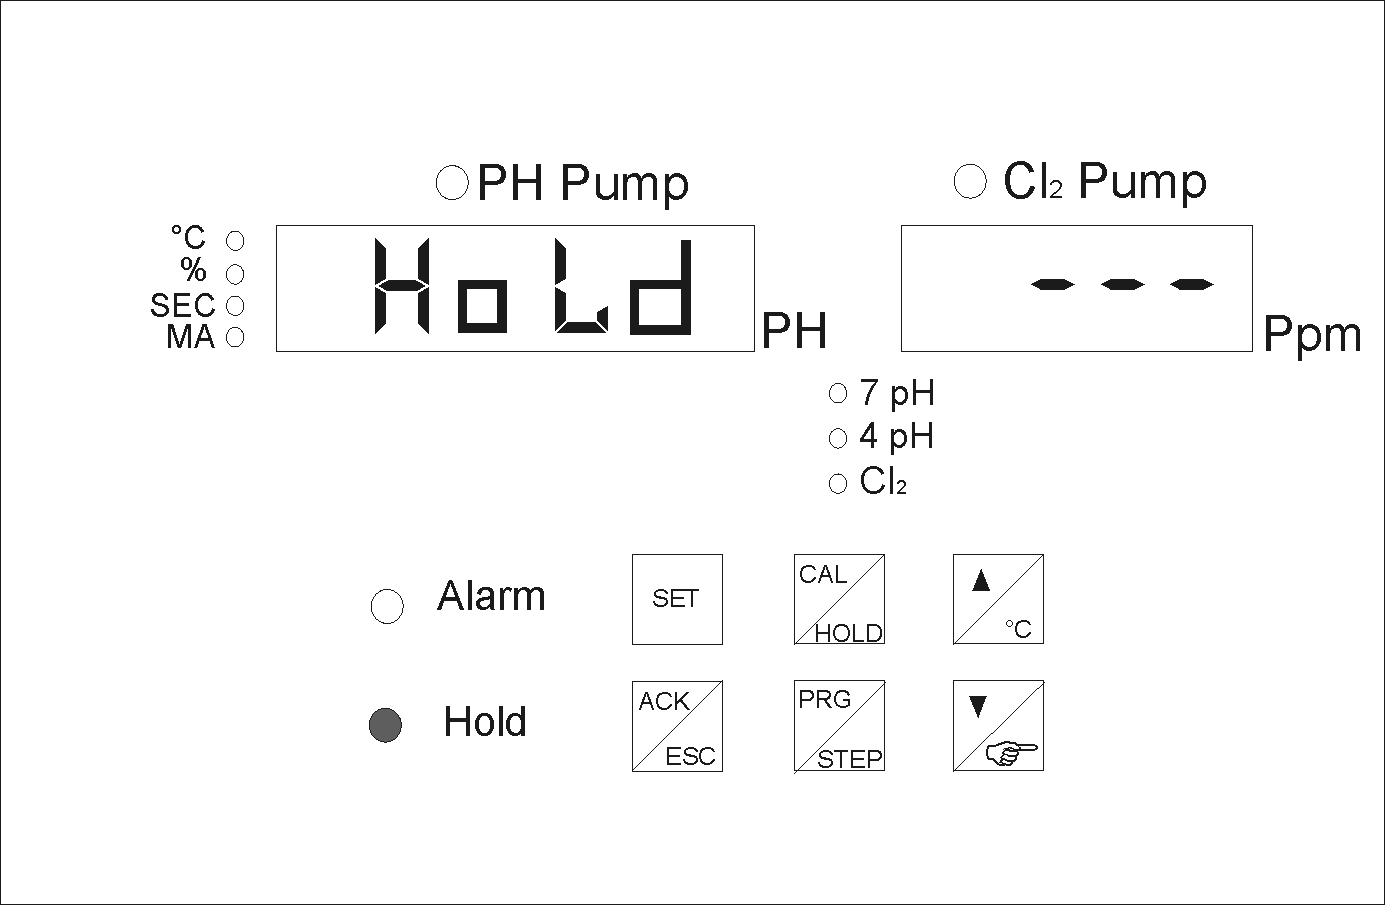 PH Pump
Cl₂ Pump
°C
%
SEC
MA
HoLd
PH
---
Ppm
7 pH
4 pH
Cl₂
Alarm
SET
CAL
HOLD
▲
°C
Hold
ACK
ESC
PRG
STEP
▼